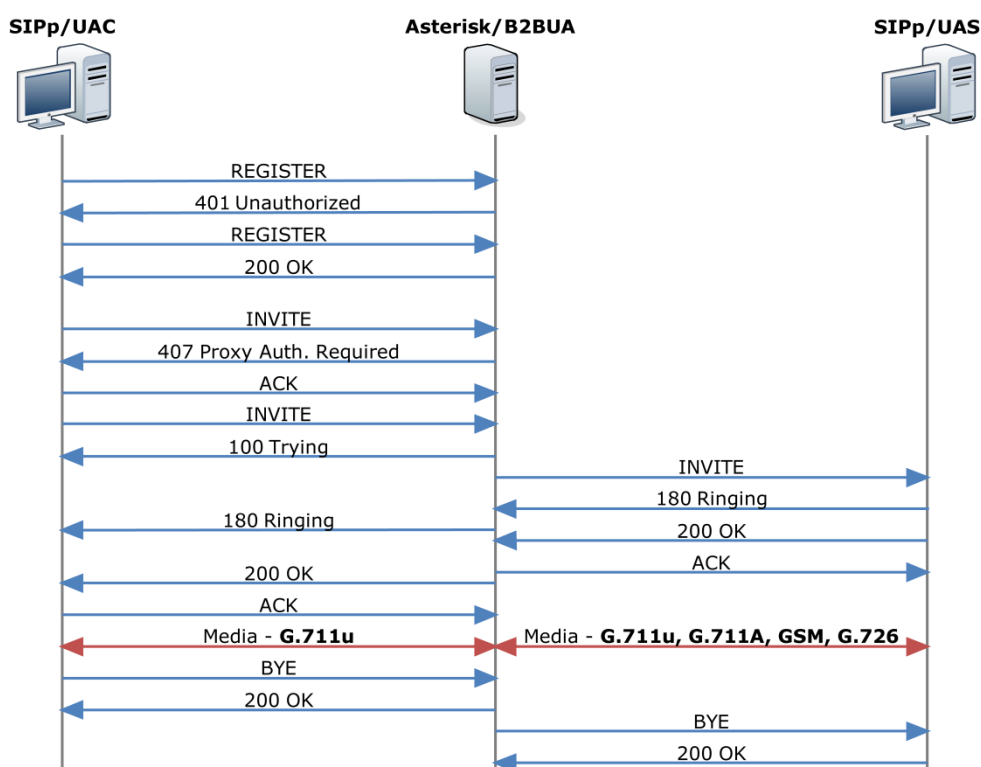 SIPp/UAC
Asterisk/B2BUA
SIPp/UAS
REGISTER
401 Unauthorized
REGISTER
200 OK
INVITE
407 Proxy Auth. Required
ACK
INVITE
100 Trying
INVITE
180 Ringing
180 Ringing
200 OK
ACK
200 OK
ACK
Media - G.711u
Media - G.711u, G.711A, GSM, G.726
BYE
200 OK
BYE
200 OK